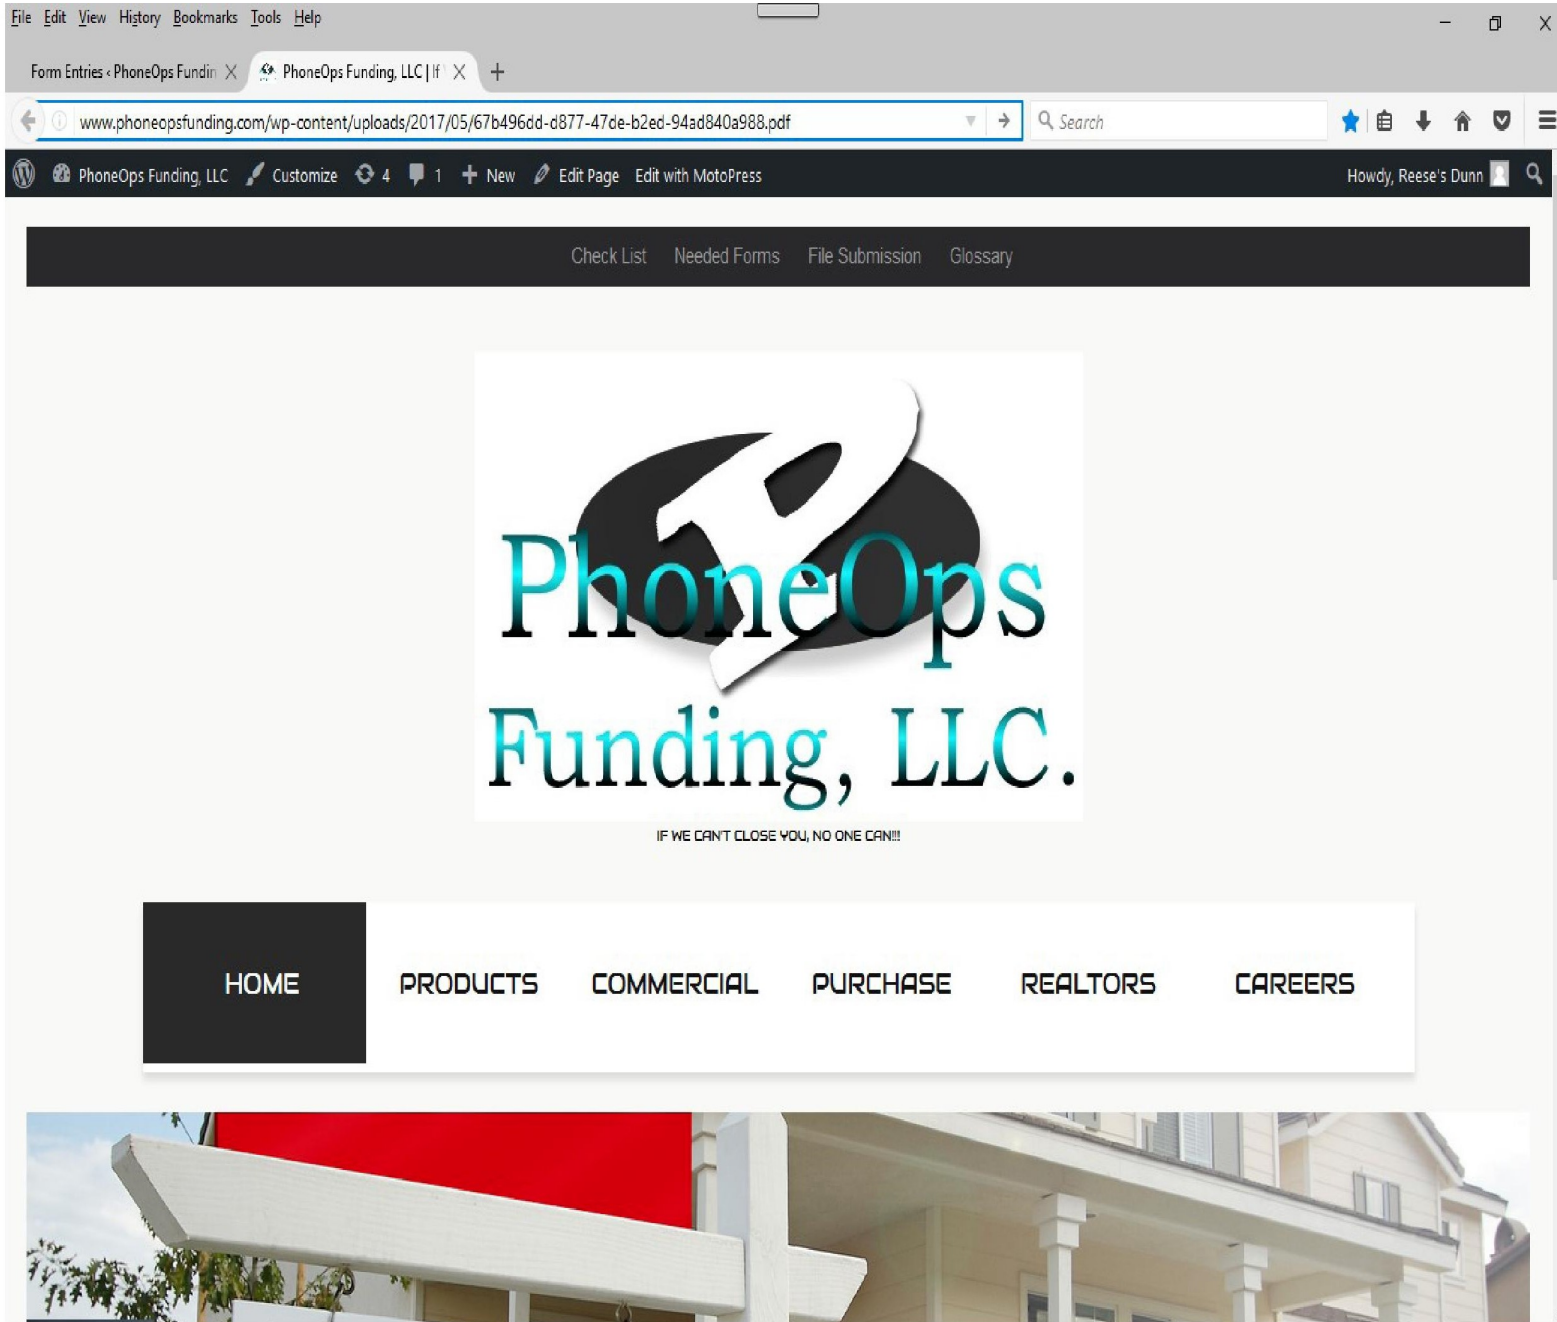 File Edit View History Bookmarks Tools Help
Form Entries ‹ PhoneOps Fundin PhoneOps Funding, LLC | If
www.phoneopsfunding.com/wp-content/uploads/2017/05/67b496dd-d877-47de-b2ed-94ad840a988.pdf Search
PhoneOps Funding, LLC Customize 4 1 New Edit Page Edit with MotoPress Howdy, Reese's Dunn
Check List Needed Forms File Submission Glossary
P
PhoneOps
Funding, LLC.
IF WE CAN'T CLOSE YOU, NO ONE CAN!!!
HOME PRODUCTS COMMERCIAL PURCHASE REALTORS CAREERS